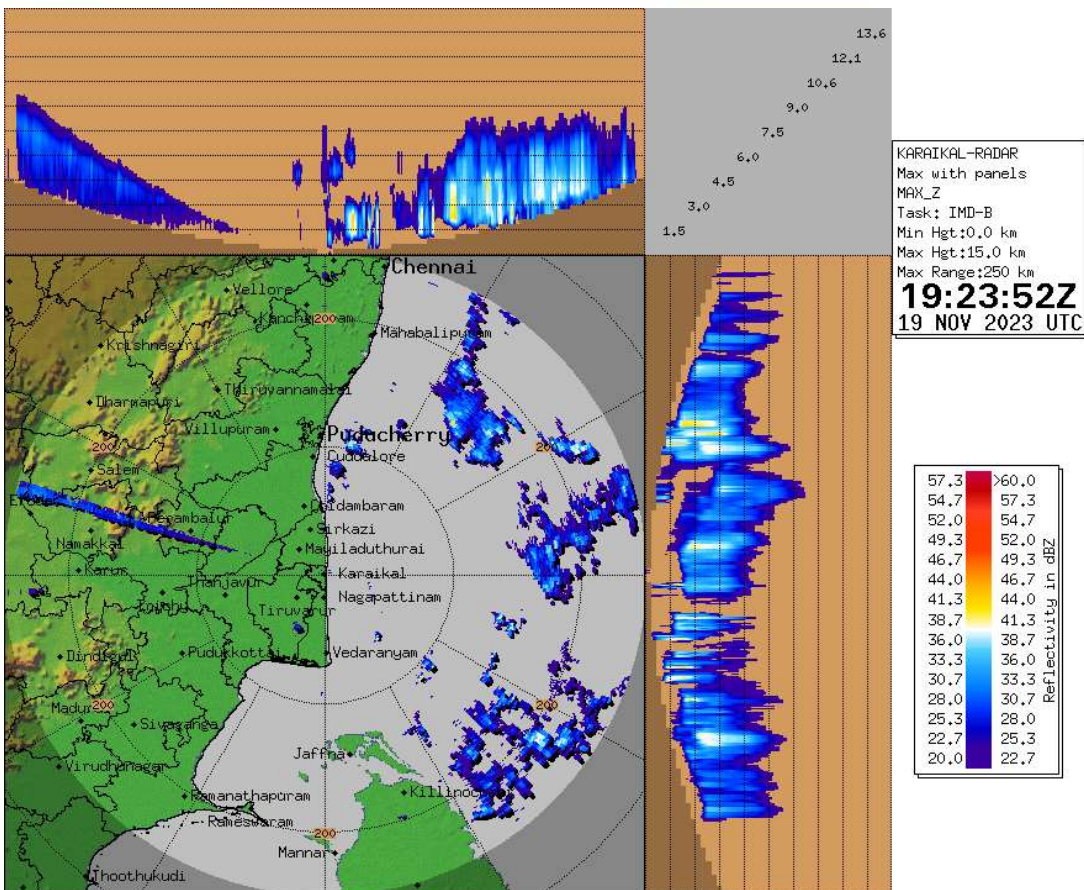 13.6
12.1
10.6
9.0
7.5
6.0
4.5
3.0
1.5
KARAIKAL-RADAR
Max with panels
MAX_Z
Task: IMD-B
Min Hgt:0.0 km
Max Hgt:15.0 km
Max Range:250 km
19:23:52Z
19 NOV 2023 UTC
Chennai
Vellore
200
Mahabalipuram
Krishnagiri
Thiruvannamalai
Dharmapuri
Villupuram
Puducherry
200
200
Cuddalore
Salem
Chidambaram
Perambalur
Sirkazi
Namakkal
Mayiladuthurai
Karur
Karaikal
Thanjavur
Nagapattinam
Tiruvarur
Dindigul
Pudukkottai
Vedaranyam
200
200
Sivaganga
Jaffna
Virudhunagar
Ramanathapuram
Rameswaram
200
Mannar
Thoothukudi
57.3 >60.0
54.7 57.3
52.0 54.7
49.3 52.0
46.7 49.3
44.0 46.7
41.3 44.0
38.7 41.3
36.0 38.7
33.3 36.0
30.7 33.3
28.0 30.7
25.3 28.0
22.7 25.3
20.0 22.7
Reflectivity in dBZ